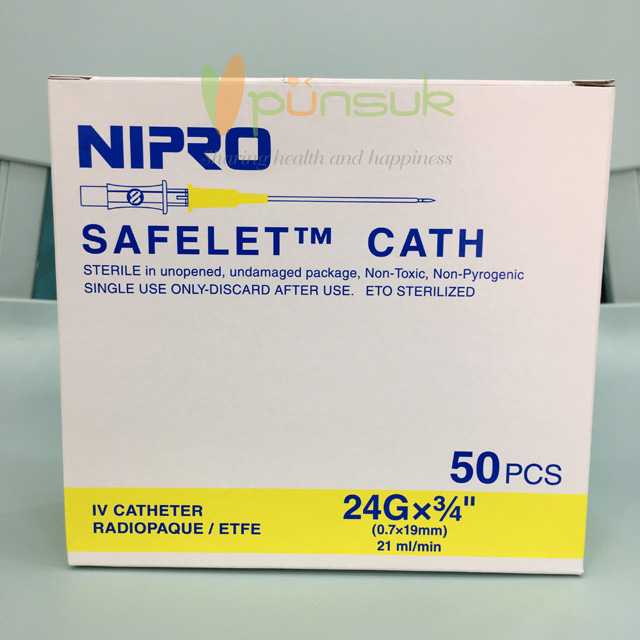 punsuk
sharing health and happiness
NIPRO
SAFELET™ CATH
STERILE in unopened, undamaged package, Non-Toxic, Non-Pyrogenic
SINGLE USE ONLY-DISCARD AFTER USE. ETO STERILIZED
50 PCS
IV CATHETER
RADIOPAQUE / ETFE
24G×3/4"
(0.7×19mm)
21 ml/min